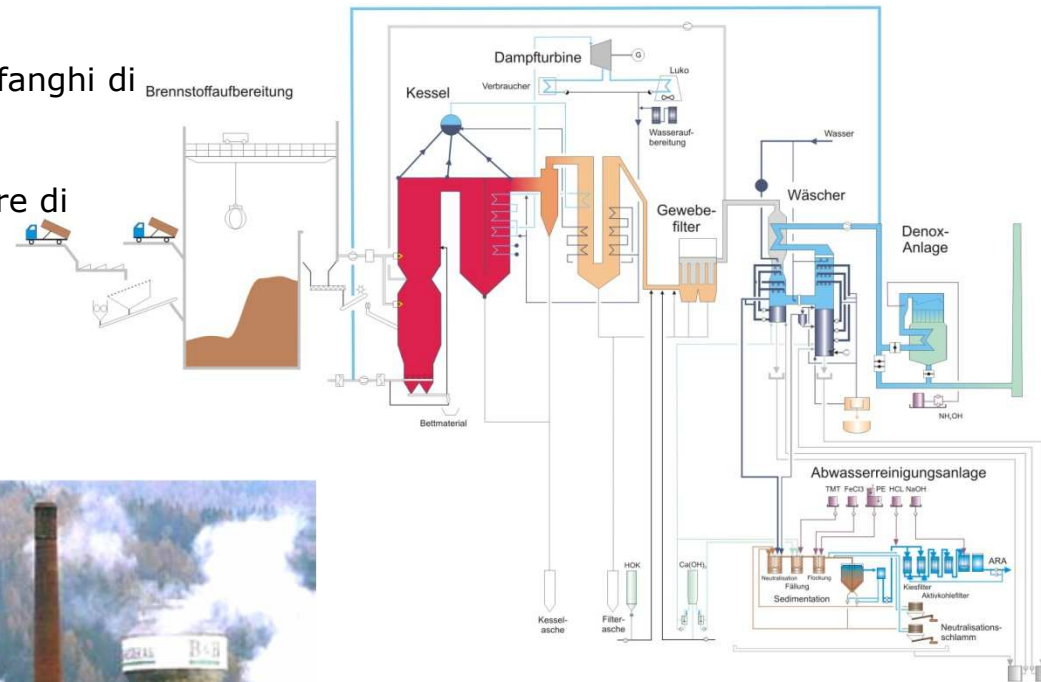 fanghi di
re di
Brennstoffaufbereitung
Dampfturbine
G
Verbraucher
Luko
Kessel
Wasserauf-
bereitung
Wasser
Wäscher
Gewebe-
filter
Denox-
Anlage
NH₄OH
Bettmaterial
Abwasserreinigungsanlage
TMT FeCl3 PE HCL NaOH
Neutralisation
Fällung
Flockung
Sedimentation
Kiesfilter
Aktivkohlefilter
ARA
Neutralisations-
schlamm
HOK
Ca(OH)₂
Kessel-
asche
Filter-
asche